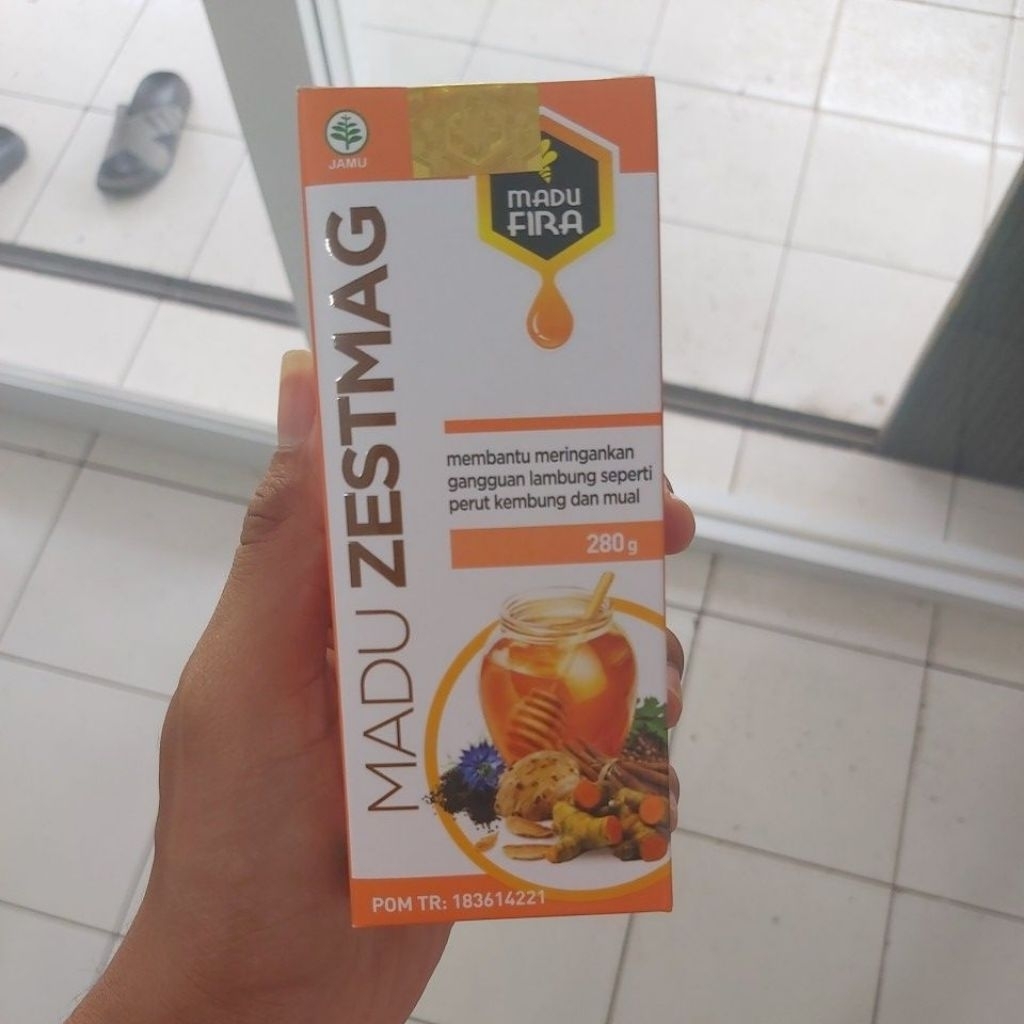 JAMU
MADU
FIRA
MADU ZESTMAG
membantu meringankan
gangguan lambung seperti
perut kembung dan mual
280 g
POM TR: 183614221